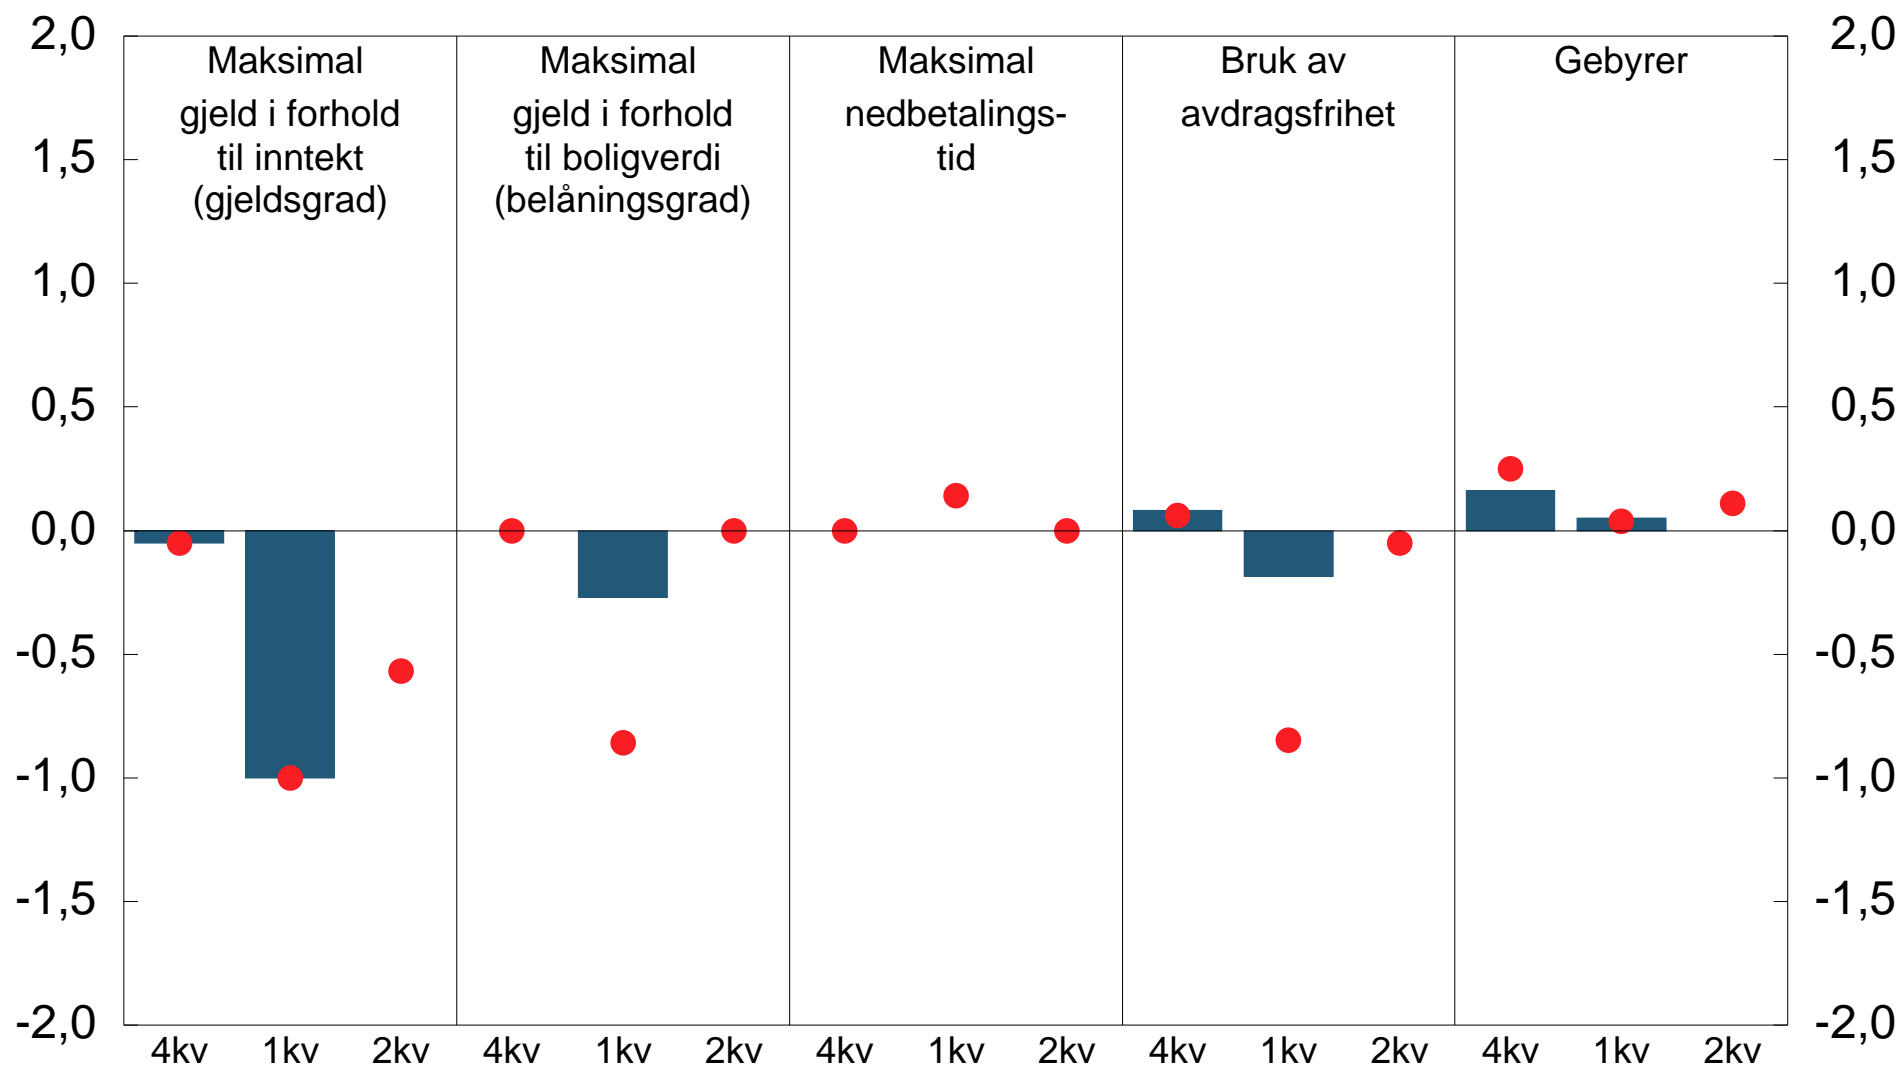 Maksimal
gjeld i forhold
til inntekt
(gjeldsgrad)
Maksimal
gjeld i forhold
til boligverdi
(belåningsgrad)
Maksimal
nedbetalings-
tid
Bruk av
avdragsfrihet
Gebyrer
2,0
1,5
1,0
0,5
0,0
-0,5
-1,0
-1,5
-2,0
2,0
1,5
1,0
0,5
0,0
-0,5
-1,0
-1,5
-2,0
4kv 1kv 2kv 4kv 1kv 2kv 4kv 1kv 2kv 4kv 1kv 2kv 4kv 1kv 2kv